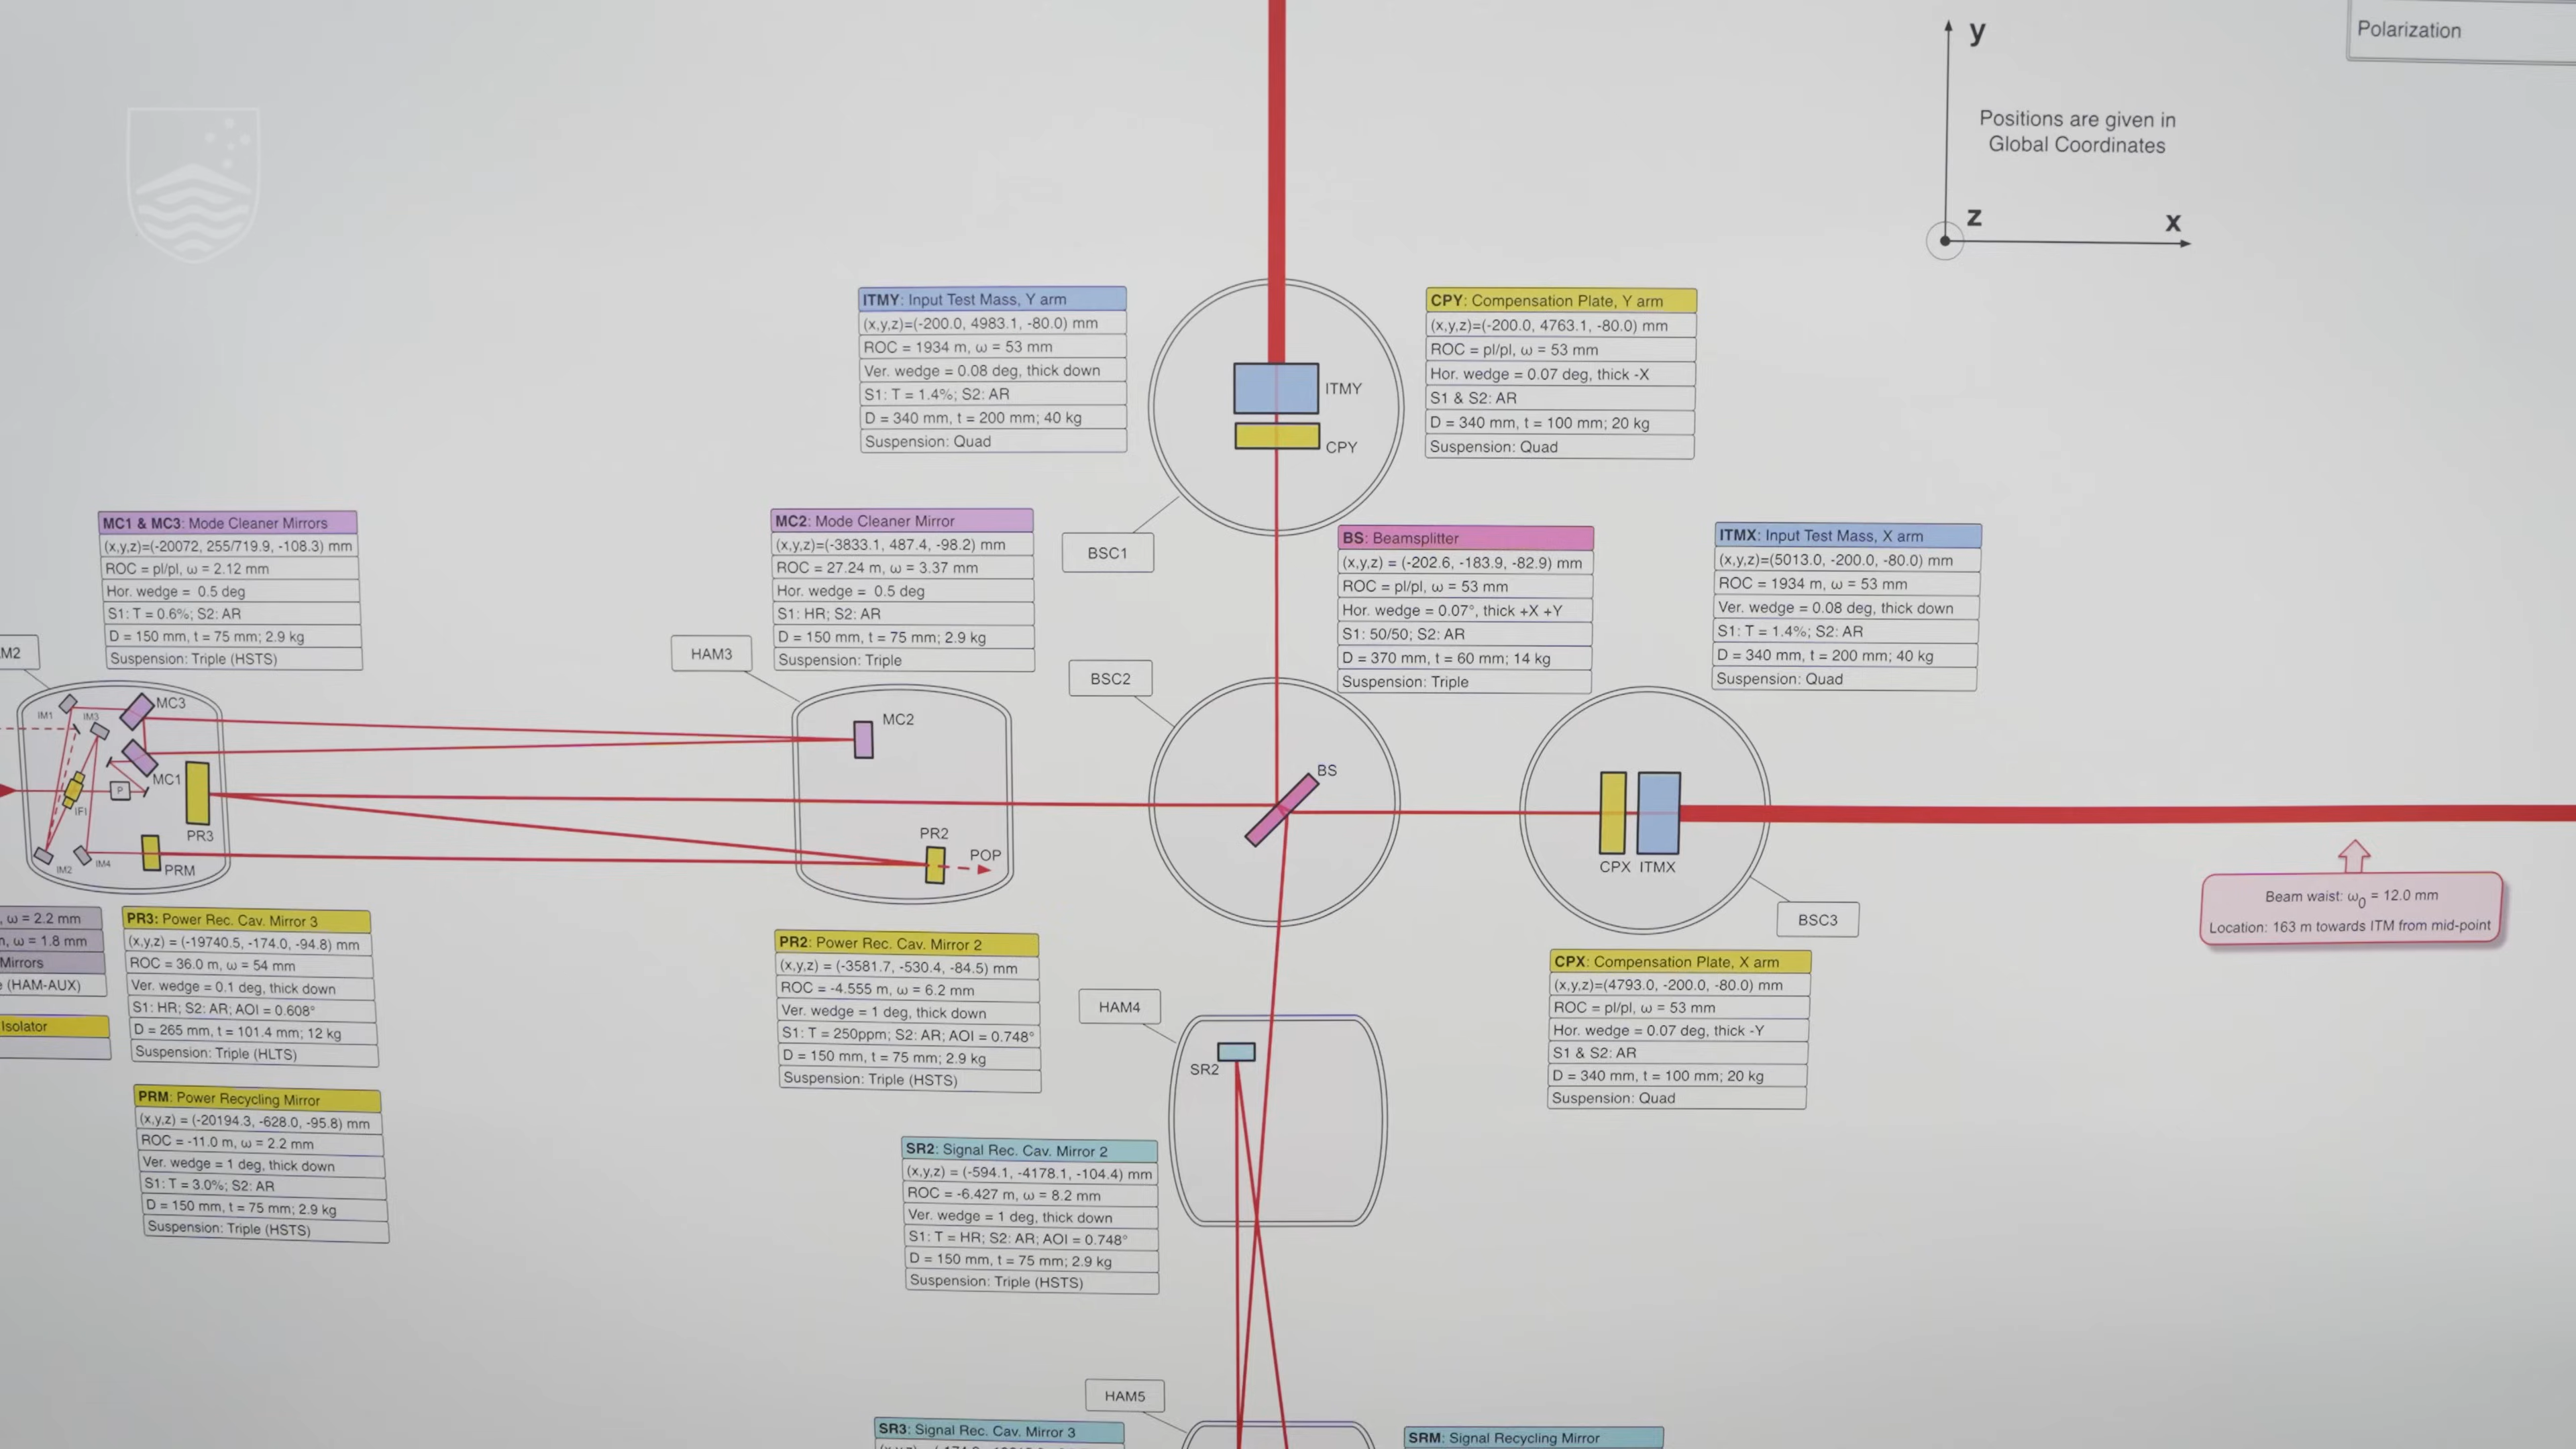 Polarization
y
Positions are given in
Global Coordinates
z
x
ITMY: Input Test Mass, Y arm
(x,y,z)=(-200.0, 4983.1, -80.0) mm
ROC = 1934 m, ω = 53 mm
Ver. wedge = 0.08 deg, thick down
S1: T = 1.4%; S2: AR
D = 340 mm, t = 200 mm; 40 kg
Suspension: Quad
CPY: Compensation Plate, Y arm
(x,y,z)=(-200.0, 4763.1, -80.0) mm
ROC = pl/pl, ω = 53 mm
Hor. wedge = 0.07 deg, thick -X
S1 & S2: AR
D = 340 mm, t = 100 mm; 20 kg
Suspension: Quad
ITMY
CPY
BSC1
MC1 & MC3: Mode Cleaner Mirrors
(x,y,z)=(-20072, 255/719.9, -108.3) mm
ROC = pl/pl, ω = 2.12 mm
Hor. wedge = 0.5 deg
S1: T = 0.6%; S2: AR
D = 150 mm, t = 75 mm; 2.9 kg
Suspension: Triple (HSTS)
MC2: Mode Cleaner Mirror
(x,y,z)=(-3833.1, 487.4, -98.2) mm
ROC = 27.24 m, ω = 3.37 mm
Hor. wedge = 0.5 deg
S1: HR; S2: AR
D = 150 mm, t = 75 mm; 2.9 kg
Suspension: Triple
BS: Beamsplitter
(x,y,z) = (-202.6, -183.9, -82.9) mm
ROC = pl/pl, ω = 53 mm
Hor. wedge = 0.07°, thick +X +Y
S1: 50/50; S2: AR
D = 370 mm, t = 60 mm; 14 kg
Suspension: Triple
ITMX: Input Test Mass, X arm
(x,y,z)=(5013.0, -200.0, -80.0) mm
ROC = 1934 m, ω = 53 mm
Ver. wedge = 0.08 deg, thick down
S1: T = 1.4%; S2: AR
D = 340 mm, t = 200 mm; 40 kg
Suspension: Quad
M2
HAM3
BSC2
IM1
IM3
MC3
MC1
P
IFI
PR3
IM2
IM4
PRM
MC2
PR2
POP
BS
CPX
ITMX
BSC3
Beam waist: ω0 = 12.0 mm
Location: 163 m towards ITM from mid-point
, ω = 2.2 mm
n, ω = 1.8 mm
Mirrors
(HAM-AUX)
Isolator
PR3: Power Rec. Cav. Mirror 3
(x,y,z) = (-19740.5, -174.0, -94.8) mm
ROC = 36.0 m, ω = 54 mm
Ver. wedge = 0.1 deg, thick down
S1: HR; S2: AR; AOI = 0.608°
D = 265 mm, t = 101.4 mm; 12 kg
Suspension: Triple (HLTS)
PR2: Power Rec. Cav. Mirror 2
(x,y,z) = (-3581.7, -530.4, -84.5) mm
ROC = -4.555 m, ω = 6.2 mm
Ver. wedge = 1 deg, thick down
S1: T = 250ppm; S2: AR; AOI = 0.748°
D = 150 mm, t = 75 mm; 2.9 kg
Suspension: Triple (HSTS)
CPX: Compensation Plate, X arm
(x,y,z)=(4793.0, -200.0, -80.0) mm
ROC = pl/pl, ω = 53 mm
Hor. wedge = 0.07 deg, thick -Y
S1 & S2: AR
D = 340 mm, t = 100 mm; 20 kg
Suspension: Quad
HAM4
SR2
PRM: Power Recycling Mirror
(x,y,z) = (-20194.3, -628.0, -95.8) mm
ROC = -11.0 m, ω = 2.2 mm
Ver. wedge = 1 deg, thick down
S1: T = 3.0%; S2: AR
D = 150 mm, t = 75 mm; 2.9 kg
Suspension: Triple (HSTS)
SR2: Signal Rec. Cav. Mirror 2
(x,y,z) = (-594.1, -4178.1, -104.4) mm
ROC = -6.427 m, ω = 8.2 mm
Ver. wedge = 1 deg, thick down
S1: T = HR; S2: AR; AOI = 0.748°
D = 150 mm, t = 75 mm; 2.9 kg
Suspension: Triple (HSTS)
HAM5
SR3: Signal Rec. Cav. Mirror 3
SRM: Signal Recycling Mirror